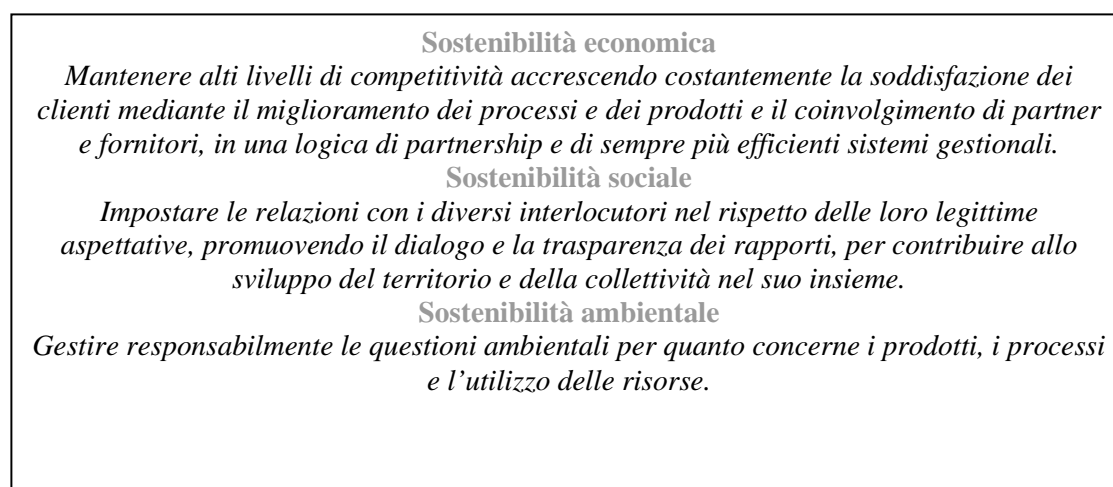 Sostenibilità economica
Mantenere alti livelli di competitività accrescendo costantemente la soddisfazione dei
clienti mediante il miglioramento dei processi e dei prodotti e il coinvolgimento di partner
e fornitori, in una logica di partnership e di sempre più efficienti sistemi gestionali.
Sostenibilità sociale
Impostare le relazioni con i diversi interlocutori nel rispetto delle loro legittime
aspettative, promuovendo il dialogo e la trasparenza dei rapporti, per contribuire allo
sviluppo del territorio e della collettività nel suo insieme.
Sostenibilità ambientale
Gestire responsabilmente le questioni ambientali per quanto concerne i prodotti, i processi
e l’utilizzo delle risorse.